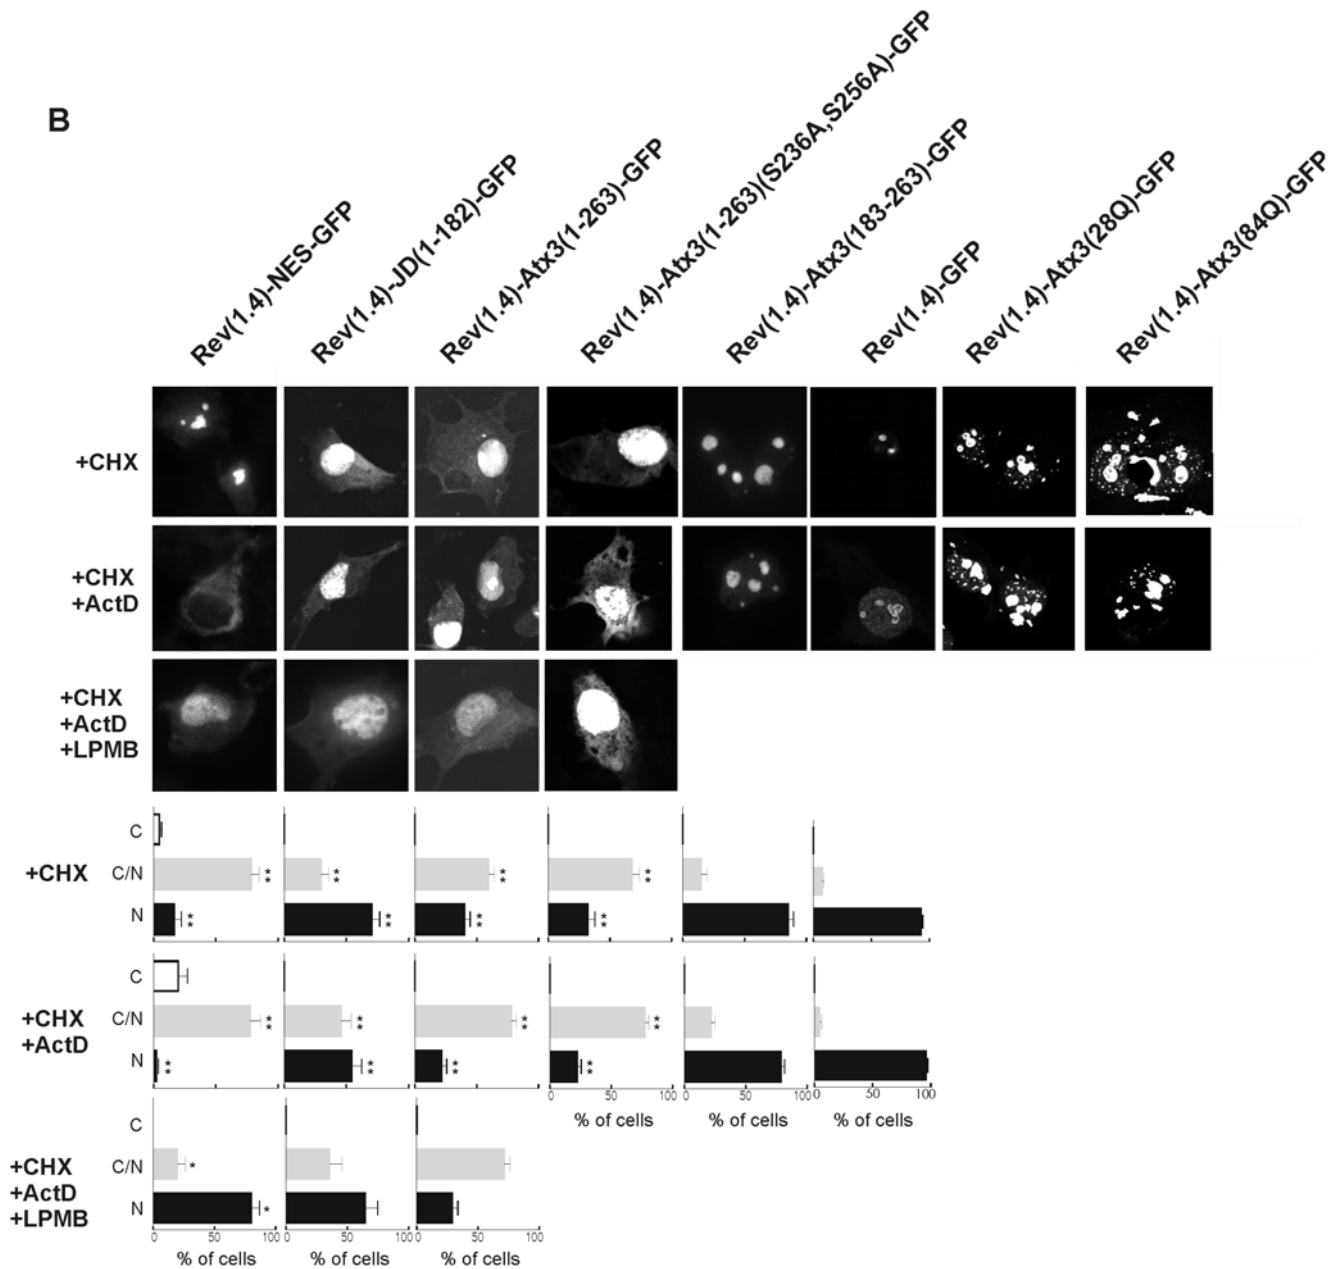 B
Rev(1.4)-NES-GFP
Rev(1.4)-JD(1-182)-GFP
Rev(1.4)-Atx3(1-263)-GFP
Rev(1.4)-Atx3(1-263)(S236A,S256A)-GFP
Rev(1.4)-Atx3(183-263)-GFP
Rev(1.4)-GFP
Rev(1.4)-Atx3(28Q)-GFP
Rev(1.4)-Atx3(84Q)-GFP
+CHX
+CHX
+ActD
+CHX
+ActD
+LPMB
+CHX
C
C/N ** ** ** **
N ** ** ** **
+CHX
+ActD
C
C/N ** ** ** **
N ** ** ** **
0 50 100 0 50 100 0 50 100
% of cells % of cells % of cells
+CHX
+ActD
+LPMB
C
C/N *
N *
0 50 100 0 50 100 0 50 100
% of cells % of cells % of cells